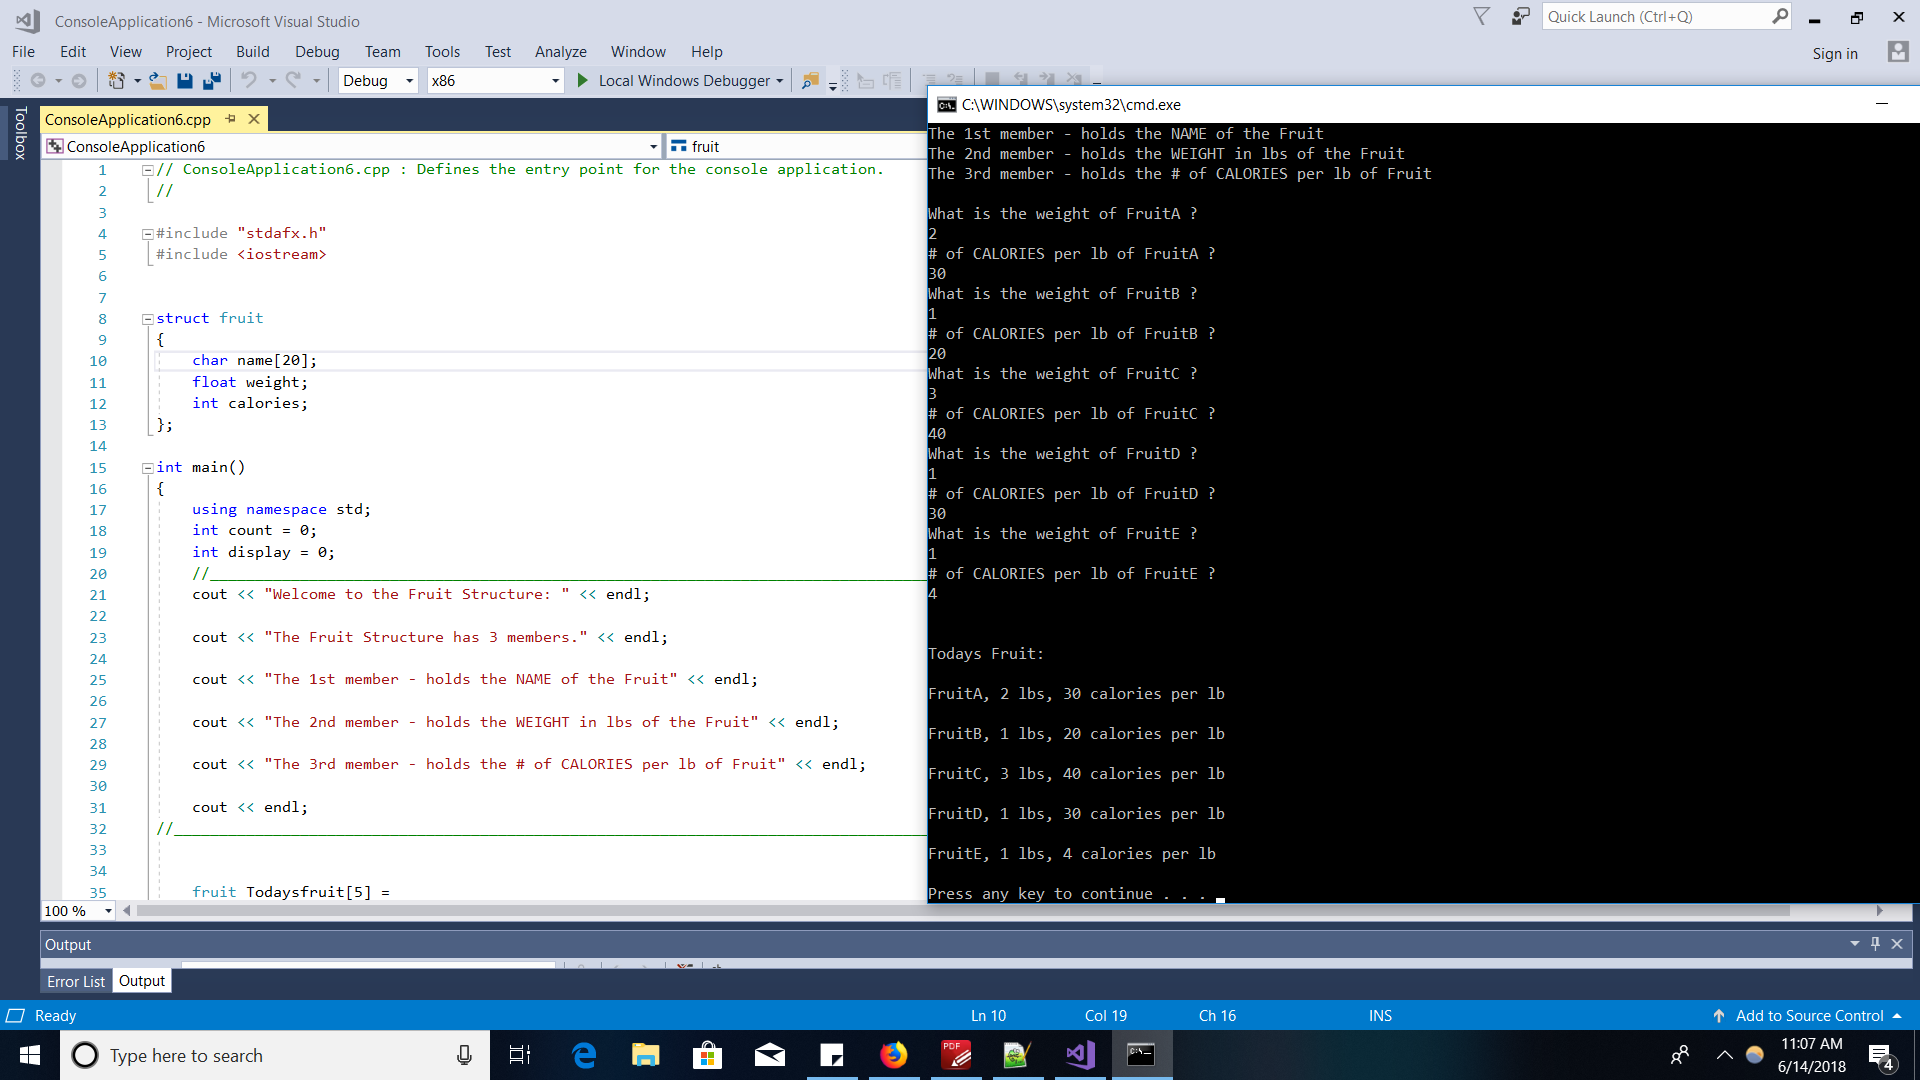 ConsoleApplication6 - Microsoft Visual Studio
Quick Launch (Ctrl+Q)
File Edit View Project Build Debug Team Tools Test Analyze Window Help
Sign in
Debug x86 Local Windows Debugger
Toolbox
ConsoleApplication6.cpp
ConsoleApplication6 fruit
1 // ConsoleApplication6.cpp : Defines the entry point for the console application.
2 //
3
4 #include "stdafx.h"
5 #include <iostream>
6
7
8 struct fruit
9 {
10 char name[20];
11 float weight;
12 int calories;
13 };
14
15 int main()
16 {
17 using namespace std;
18 int count = 0;
19 int display = 0;
20 //________________________________________________________________________________
21 cout << "Welcome to the Fruit Structure: " << endl;
22
23 cout << "The Fruit Structure has 3 members." << endl;
24
25 cout << "The 1st member - holds the NAME of the Fruit" << endl;
26
27 cout << "The 2nd member - holds the WEIGHT in lbs of the Fruit" << endl;
28
29 cout << "The 3rd member - holds the # of CALORIES per lb of Fruit" << endl;
30
31 cout << endl;
32 //____________________________________________________________________________________
33
34
35 fruit Todaysfruit[5] =
100 %
C:\WINDOWS\system32\cmd.exe
The 1st member - holds the NAME of the Fruit
The 2nd member - holds the WEIGHT in lbs of the Fruit
The 3rd member - holds the # of CALORIES per lb of Fruit
What is the weight of FruitA ?
2
# of CALORIES per lb of FruitA ?
30
What is the weight of FruitB ?
1
# of CALORIES per lb of FruitB ?
20
What is the weight of FruitC ?
3
# of CALORIES per lb of FruitC ?
40
What is the weight of FruitD ?
1
# of CALORIES per lb of FruitD ?
30
What is the weight of FruitE ?
1
# of CALORIES per lb of FruitE ?
4
Todays Fruit:
FruitA, 2 lbs, 30 calories per lb
FruitB, 1 lbs, 20 calories per lb
FruitC, 3 lbs, 40 calories per lb
FruitD, 1 lbs, 30 calories per lb
FruitE, 1 lbs, 4 calories per lb
Press any key to continue . . .
Output
Error List Output
Ready Ln 10 Col 19 Ch 16 INS Add to Source Control
Type here to search
PDF
11:07 AM
6/14/2018
4